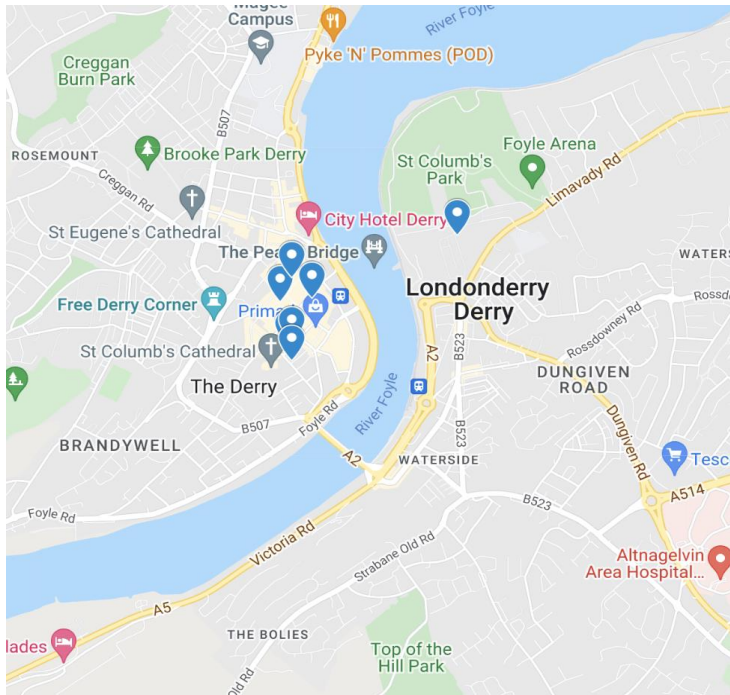 Magee
Campus
River Foyle
Pyke 'N' Pommes (POD)
Creggan
Burn Park
B507
Foyle Arena
ROSEMOUNT
Brooke Park Derry
St Columb's
Park
Limavady Rd
Creggan Rd
St Eugene's Cathedral
City Hotel Derry
The Peace Bridge
WATERS
Rossd
Londonderry
Derry
Free Derry Corner
Primark
Rossdowney Rd
A2
B523
St Columb's Cathedral
The Derry
DUNGIVEN
ROAD
River Foyle
Foyle Rd
B507
Dungiven Rd
BRANDYWELL
B523
A2
WATERSIDE
Tesc
A514
B523
Foyle Rd
Victoria Rd
Strabane Old Rd
Altnagelvin
Area Hospital...
A5
THE BOLIES
lades
Top of the
Hill Park
Old Rd